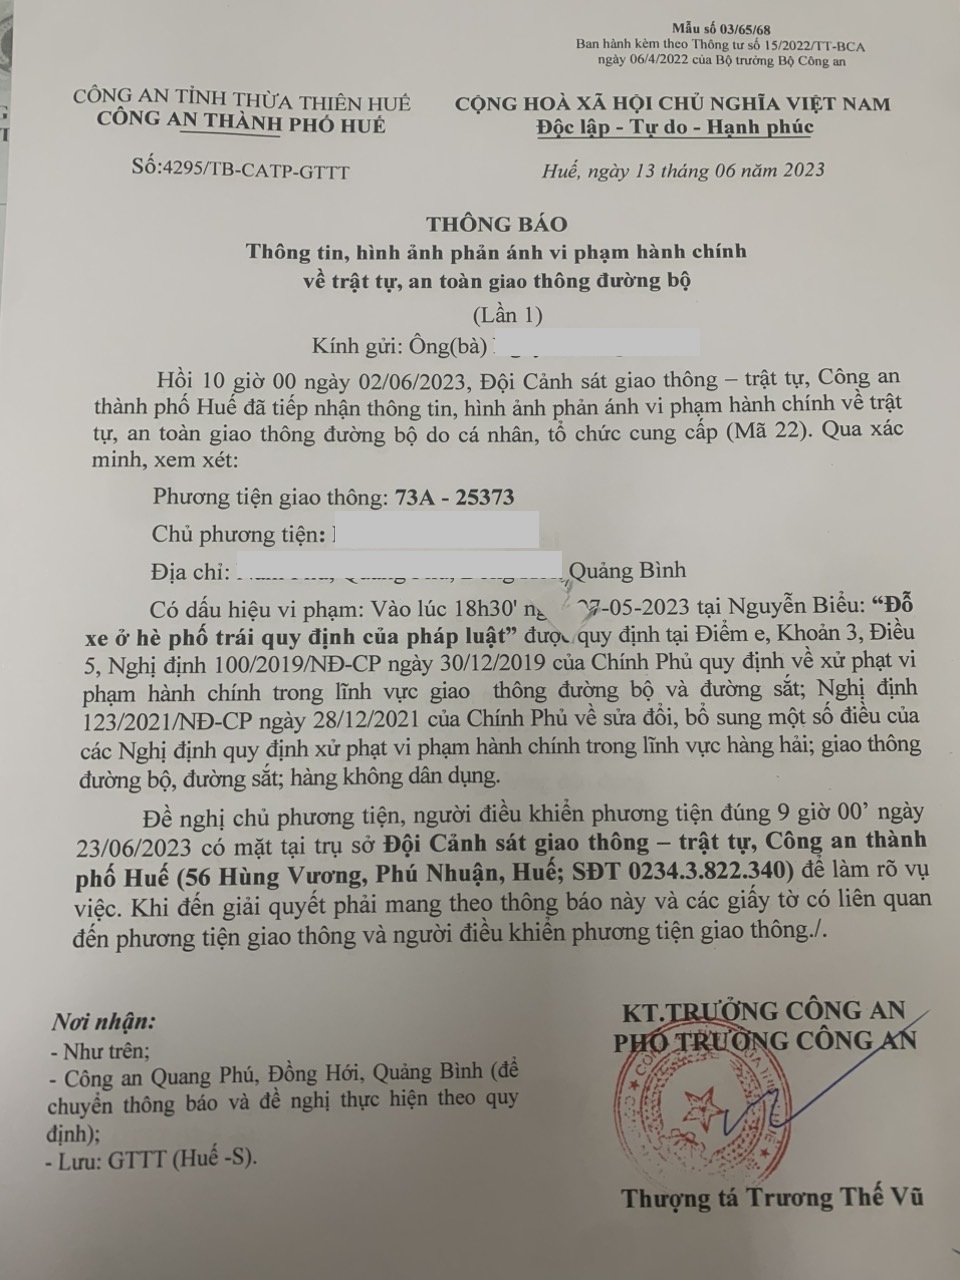 Mẫu số 03/65/68
Ban hành kèm theo Thông tư số 15/2022/TT-BCA
ngày 06/4/2022 của Bộ trưởng Bộ Công an
CÔNG AN TỈNH THỪA THIÊN HUẾ
CÔNG AN THÀNH PHỐ HUẾ
CỘNG HOÀ XÃ HỘI CHỦ NGHĨA VIỆT NAM
Độc lập - Tự do - Hạnh phúc
Số:4295/TB-CATP-GTTT
Huế, ngày 13 tháng 06 năm 2023
THÔNG BÁO
Thông tin, hình ảnh phản ánh vi phạm hành chính
về trật tự, an toàn giao thông đường bộ
(Lần 1)
Kính gửi: Ông(bà)
Hồi 10 giờ 00 ngày 02/06/2023, Đội Cảnh sát giao thông – trật tự, Công an
thành phố Huế đã tiếp nhận thông tin, hình ảnh phản ánh vi phạm hành chính về trật
tự, an toàn giao thông đường bộ do cá nhân, tổ chức cung cấp (Mã 22). Qua xác
minh, xem xét:
Phương tiện giao thông: 73A - 25373
Chủ phương tiện:
Địa chỉ: Quảng Bình
Có dấu hiệu vi phạm: Vào lúc 18h30' -05-2023 tại Nguyễn Biểu: “Đỗ
xe ở hè phố trái quy định của pháp luật” được quy định tại Điểm e, Khoản 3, Điều
5, Nghị định 100/2019/NĐ-CP ngày 30/12/2019 của Chính Phủ quy định về xử phạt vi
phạm hành chính trong lĩnh vực giao thông đường bộ và đường sắt; Nghị định
123/2021/NĐ-CP ngày 28/12/2021 của Chính Phủ về sửa đổi, bổ sung một số điều của
các Nghị định quy định xử phạt vi phạm hành chính trong lĩnh vực hàng hải; giao thông
đường bộ, đường sắt; hàng không dân dụng.
Đề nghị chủ phương tiện, người điều khiển phương tiện đúng 9 giờ 00’ ngày
23/06/2023 có mặt tại trụ sở Đội Cảnh sát giao thông – trật tự, Công an thành
phố Huế (56 Hùng Vương, Phú Nhuận, Huế; SĐT 0234.3.822.340) để làm rõ vụ
việc. Khi đến giải quyết phải mang theo thông báo này và các giấy tờ có liên quan
đến phương tiện giao thông và người điều khiển phương tiện giao thông./.
Nơi nhận:
- Như trên;
- Công an Quang Phú, Đồng Hới, Quảng Bình (để
chuyển thông báo và đề nghị thực hiện theo quy
định);
- Lưu: GTTT (Huế -S).
KT.TRƯỞNG CÔNG AN
PHÓ TRƯỞNG CÔNG AN
Thượng tá Trương Thế Vũ